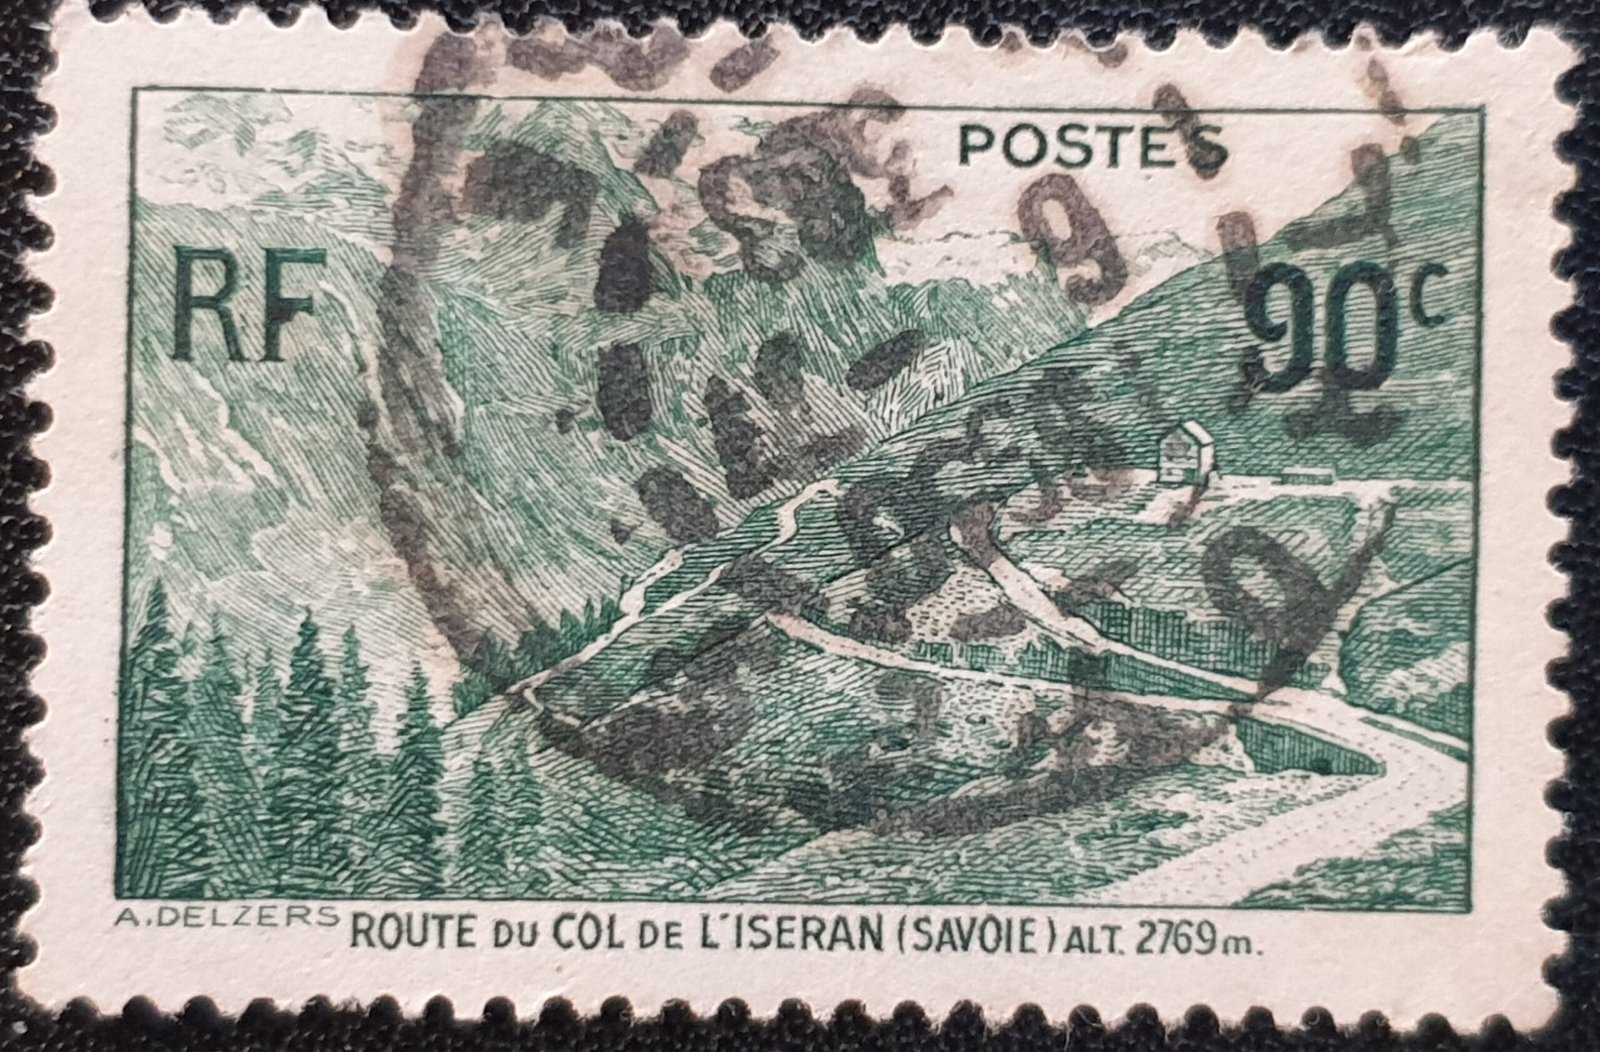 POSTES
RF
90c
A.DELZERS
ROUTE DU COL DE L'ISERAN (SAVOIE) ALT. 2769m.